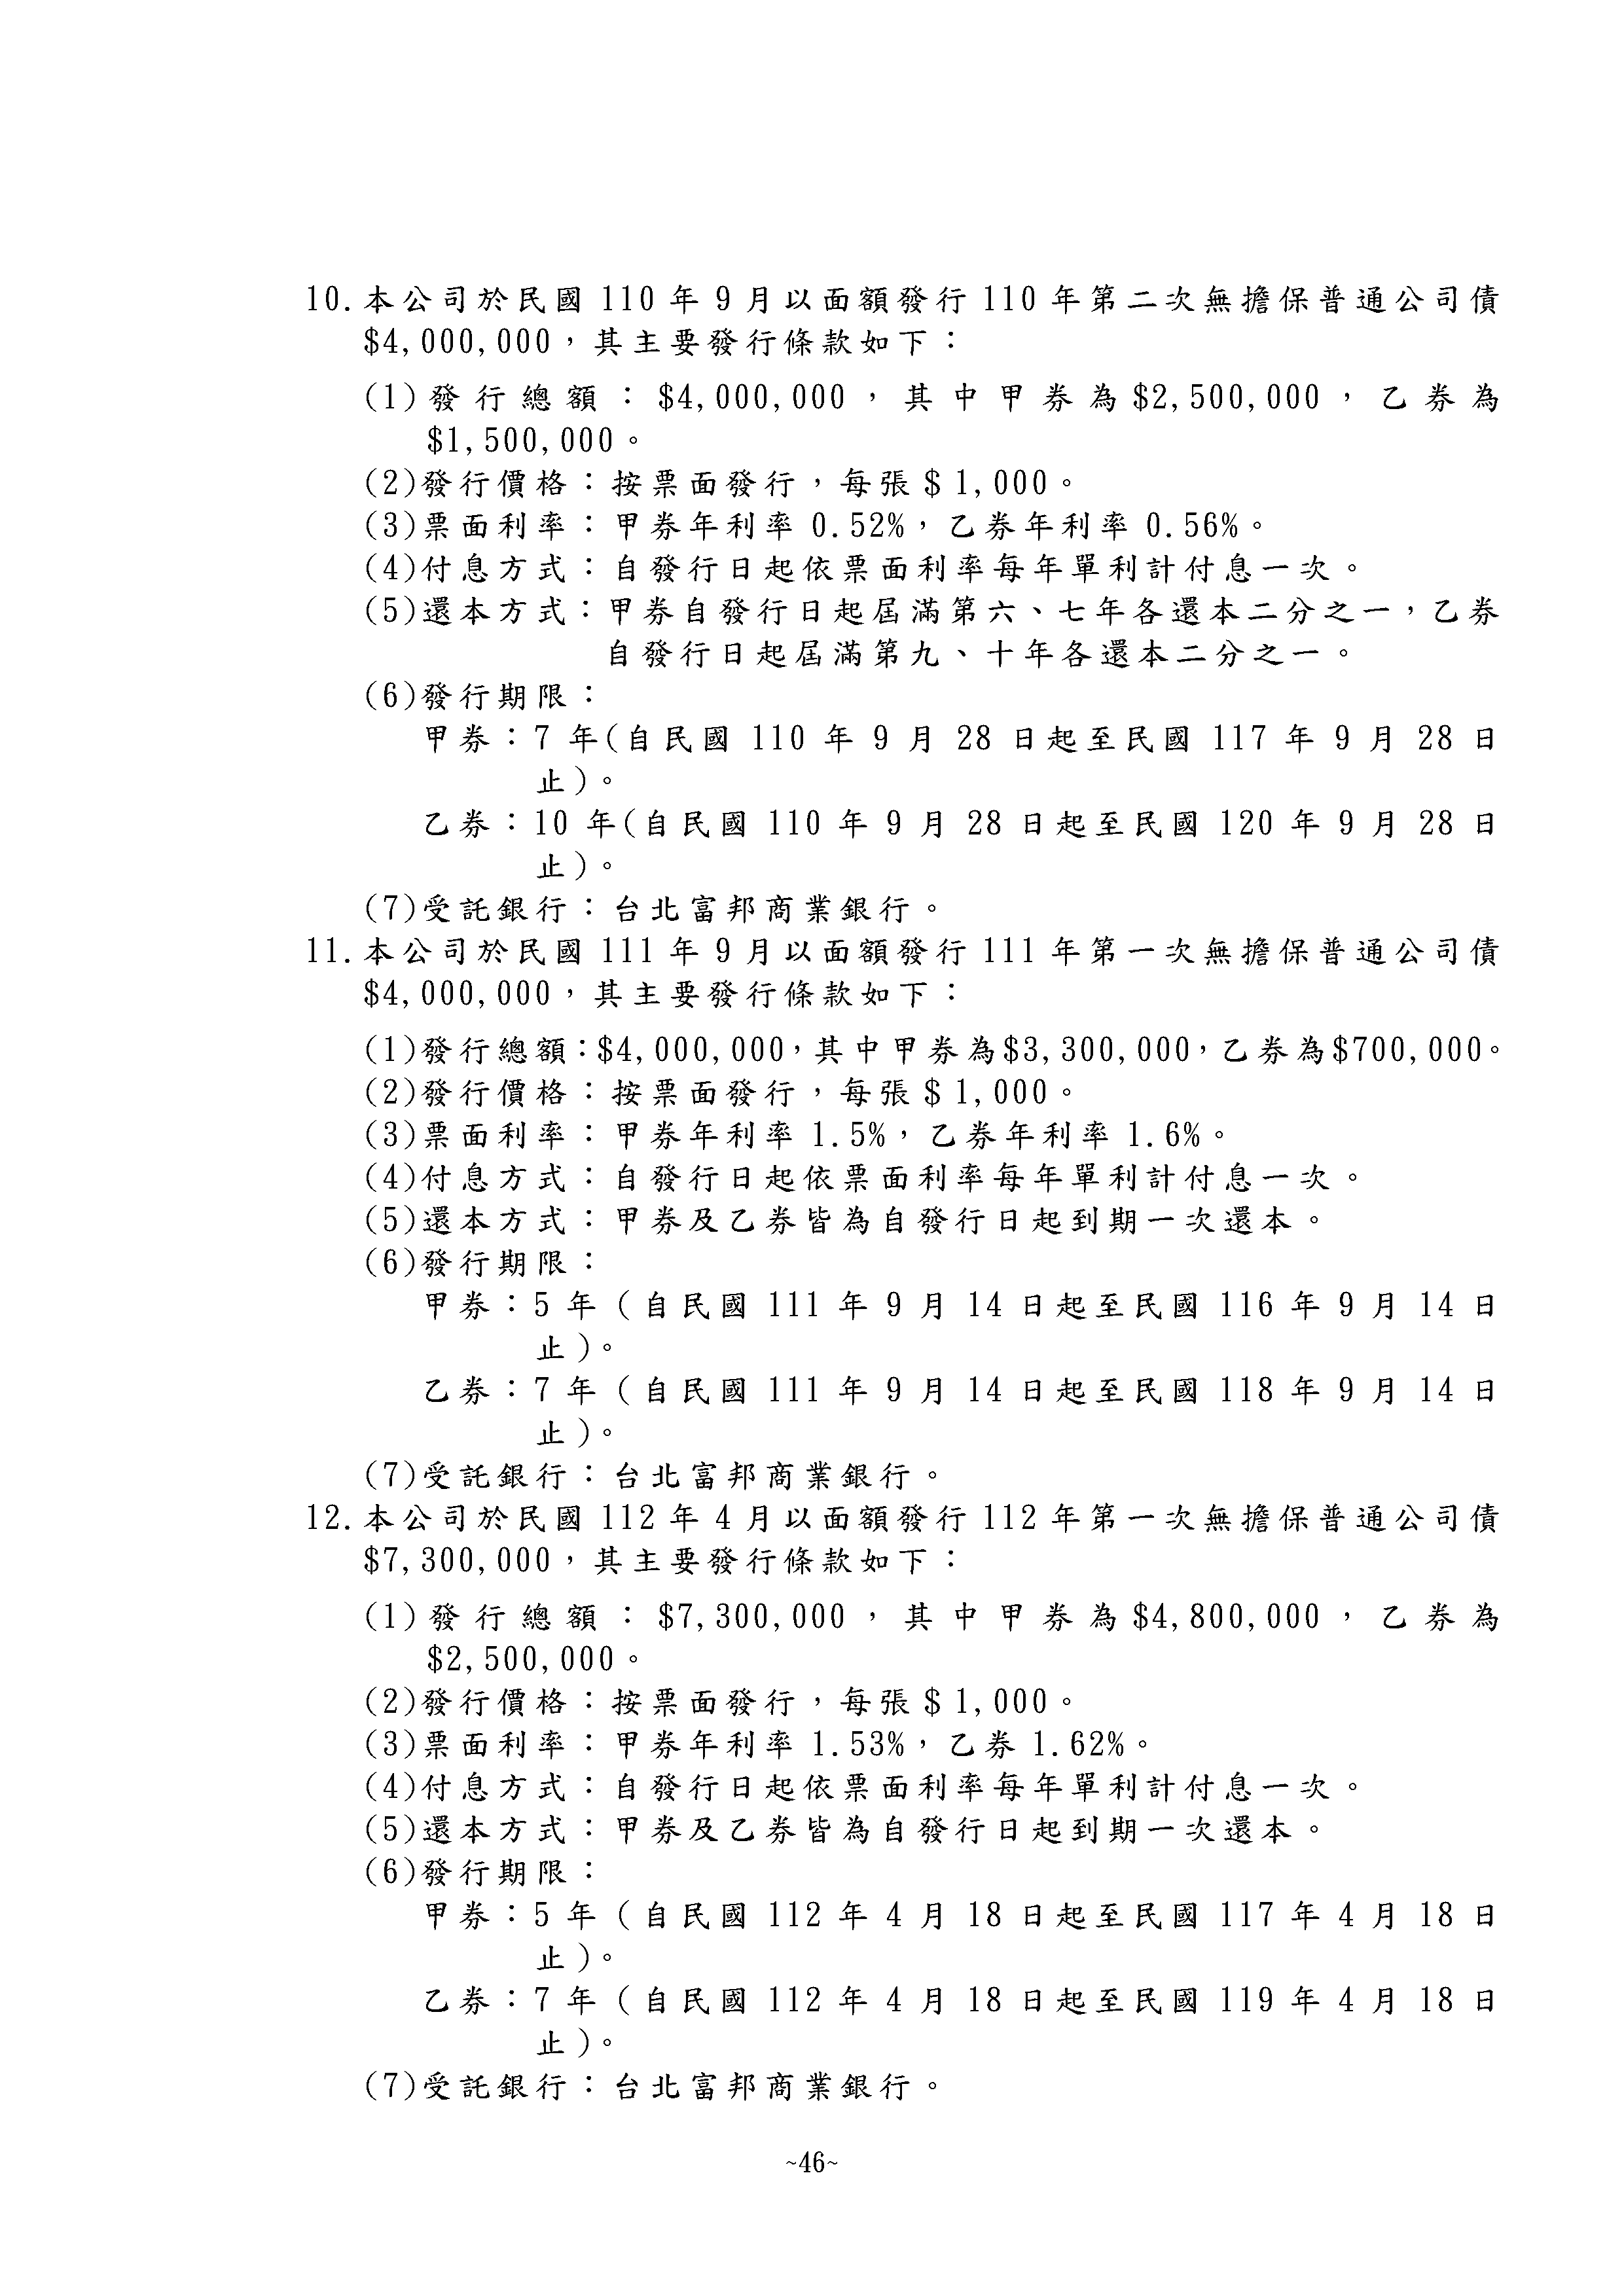 10.本公司於民國 110 年 9 月以面額發行 110 年第二次無擔保普通公司債
$4,000,000，其主要發行條款如下：
(1)發行總額：$4,000,000，其中甲券為$2,500,000，乙券為
$1,500,000。
(2)發行價格：按票面發行，每張$1,000。
(3)票面利率：甲券年利率 0.52%，乙券年利率 0.56%。
(4)付息方式：自發行日起依票面利率每年單利計付息一次。
(5)還本方式：甲券自發行日起屆滿第六、七年各還本二分之一，乙券
自發行日起屆滿第九、十年各還本二分之一。
(6)發行期限：
甲券：7 年(自民國 110 年 9 月 28 日起至民國 117 年 9 月 28 日
止)。
乙券：10 年(自民國 110 年 9 月 28 日起至民國 120 年 9 月 28 日
止)。
(7)受託銀行：台北富邦商業銀行。
11.本公司於民國 111 年 9 月以面額發行 111 年第一次無擔保普通公司債
$4,000,000，其主要發行條款如下：
(1)發行總額：$4,000,000，其中甲券為$3,300,000，乙券為$700,000。
(2)發行價格：按票面發行，每張$1,000。
(3)票面利率：甲券年利率 1.5%，乙券年利率 1.6%。
(4)付息方式：自發行日起依票面利率每年單利計付息一次。
(5)還本方式：甲券及乙券皆為自發行日起到期一次還本。
(6)發行期限：
甲券：5 年（自民國 111 年 9 月 14 日起至民國 116 年 9 月 14 日
止）。
乙券：7 年（自民國 111 年 9 月 14 日起至民國 118 年 9 月 14 日
止）。
(7)受託銀行：台北富邦商業銀行。
12.本公司於民國 112 年 4 月以面額發行 112 年第一次無擔保普通公司債
$7,300,000，其主要發行條款如下：
(1)發行總額：$7,300,000，其中甲券為$4,800,000，乙券為
$2,500,000。
(2)發行價格：按票面發行，每張$1,000。
(3)票面利率：甲券年利率 1.53%，乙券 1.62%。
(4)付息方式：自發行日起依票面利率每年單利計付息一次。
(5)還本方式：甲券及乙券皆為自發行日起到期一次還本。
(6)發行期限：
甲券：5 年（自民國 112 年 4 月 18 日起至民國 117 年 4 月 18 日
止）。
乙券：7 年（自民國 112 年 4 月 18 日起至民國 119 年 4 月 18 日
止）。
(7)受託銀行：台北富邦商業銀行。
~46~